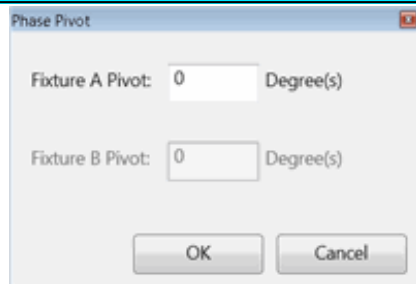 Phase Pivot
Fixture A Pivot: 0 Degree(s)
Fixture B Pivot: 0 Degree(s)
OK Cancel